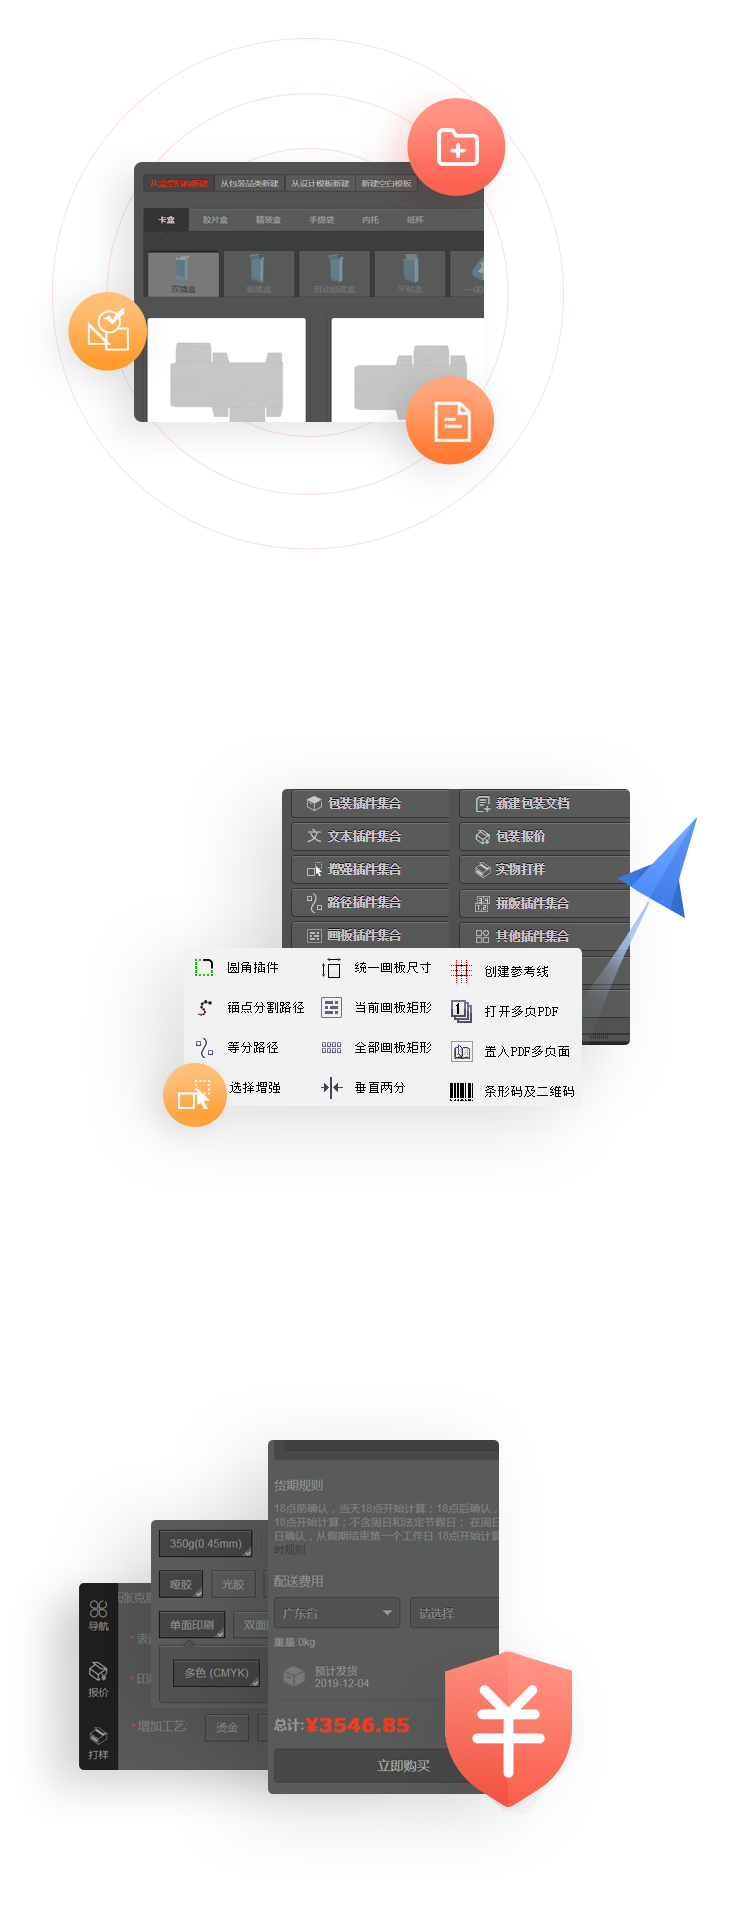 从盒型结构新建 从包装品类新建 从设计模板新建 新建空白模板
卡盒 胶片盒 精装盒 手提袋 内托 纸杯
双插盒 锁底盒 自动锁底盒 平粘盒 一体
包装插件集合 新建包装文档
文本插件集合 包装报价
增强插件集合 实物打样
路径插件集合 拼版插件集合
画板插件集合 其他插件集合
圆角插件 统一画板尺寸 创建参考线
锚点分割路径 当前画板矩形 打开多页PDF
等分路径 全部画板矩形 置入PDF多页面
选择增强 垂直两分 条形码及二维码
货期规则
18点前确认，当天18点开始计算；18点后确认，
18点开始计算；不含周日和法定节假日； 在周日
日确认，从假期结束第一个工作日 18点开始计算
时规则
配送费用
广东省 请选择
重量:0kg
预计发货
2019-12-04
总计:¥3546.85
立即购买
350g(0.45mm)
哑胶 光胶
单面印刷 双面
多色 (CMYK)
张克
* 表
* 印
* 增加工艺: 烫金
导航
报价
打样